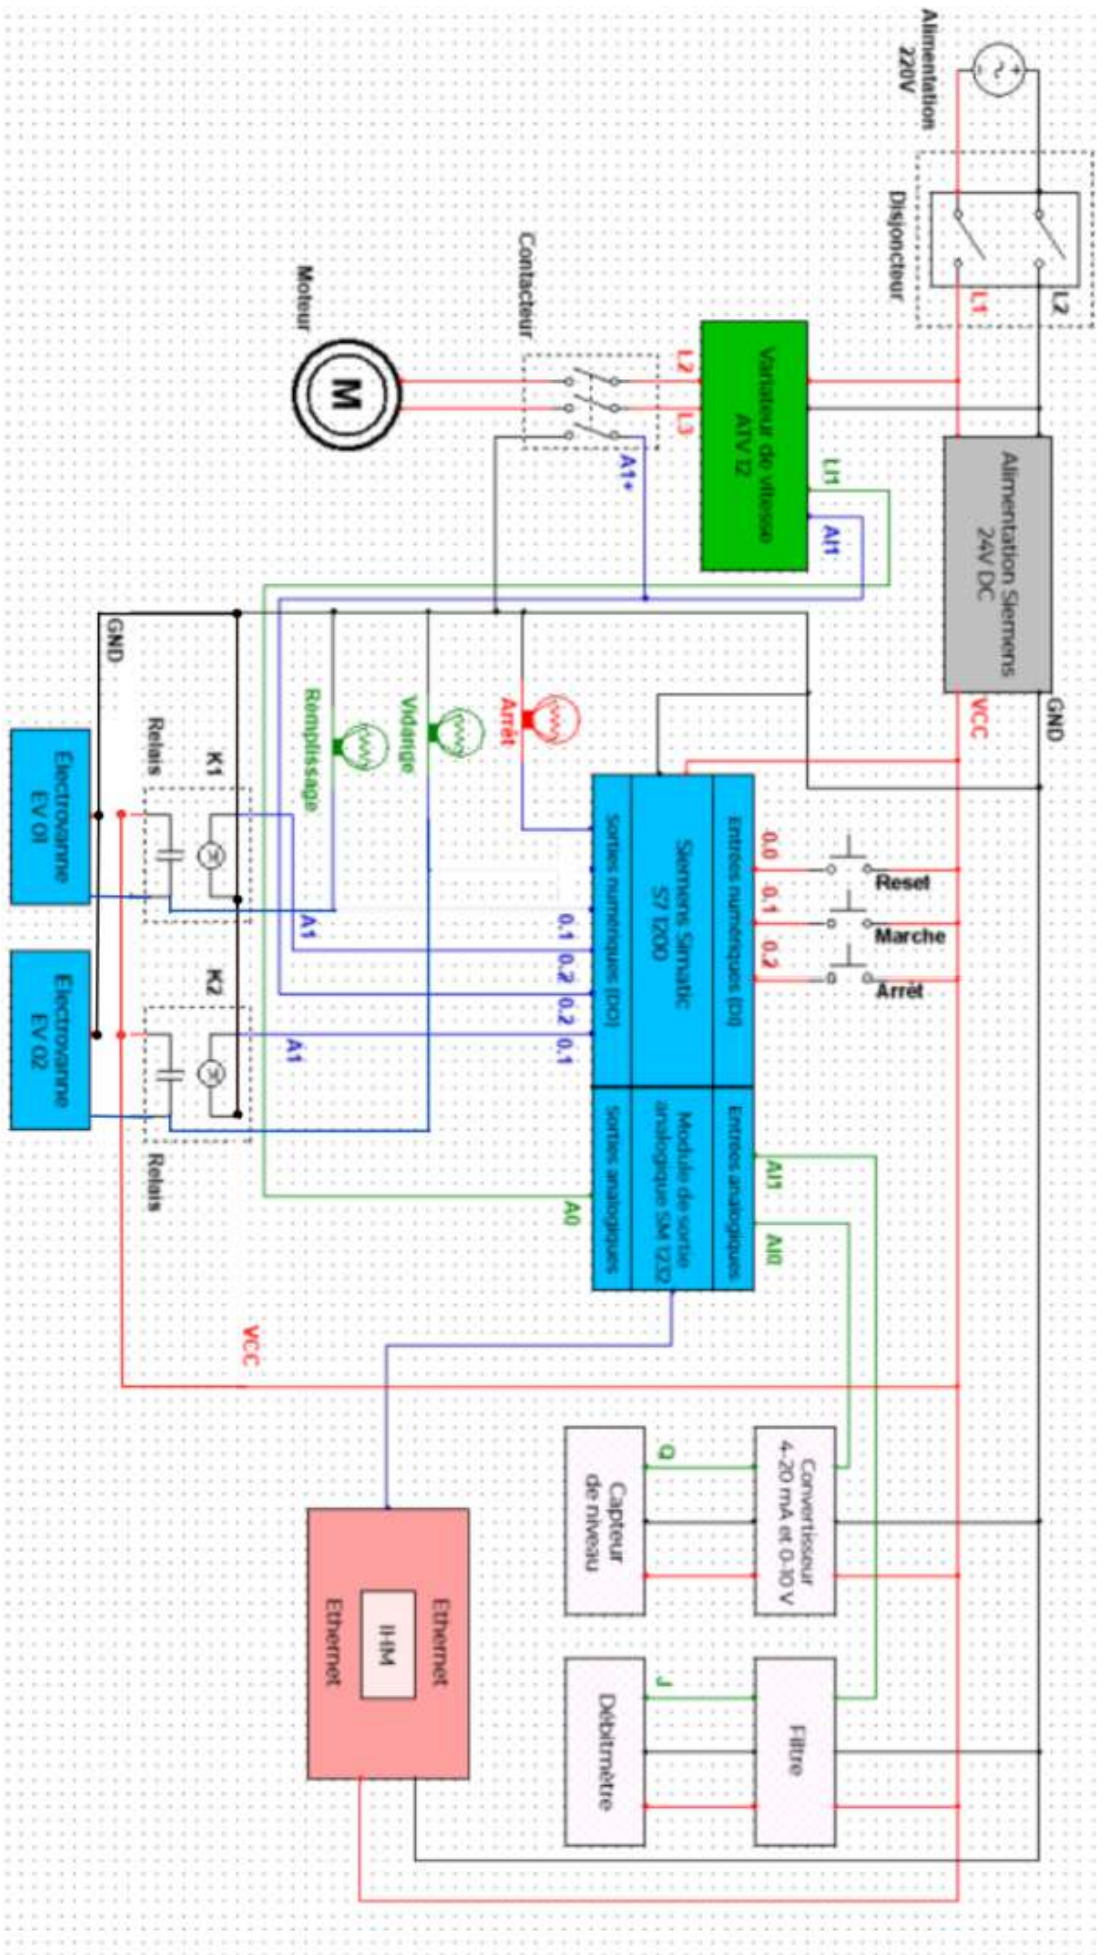 Alimentation
220V
Disjoncteur
L1
L2
Alimentation Siemens
24V DC
GND
VCC
Variateur de vitesse
ATV 12
L2
L3
LI1
AI1
Contacteur
A1+
Moteur
M
Reset
Marche
Arrêt
0.0
0.1
0.2
Entrées numériques (DI)
Siemens Simatic
S7 1200
Sorties numériques (DO)
Entrées analogiques
Module de sortie
analogique SM 1232
Sorties analogiques
AI1
AI0
A0
0.1
0.2
0.2
0.1
Arrêt
Vidange
Remplissage
GND
K1
Relais
A1
K2
Relais
A1
Électrovanne
EV 01
Électrovanne
EV 02
VCC
Convertisseur
4-20 mA et 0-10 V
Q
Capteur
de niveau
Filtre
J
Débitmètre
Ethernet
IHM
Ethernet